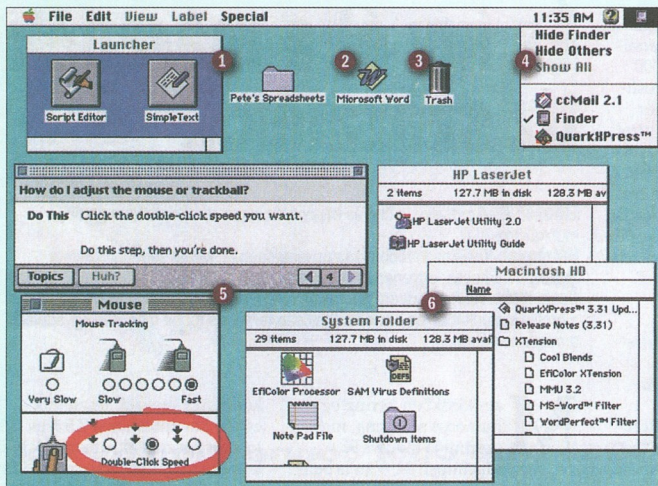 File Edit View Label Special 11:35 AM
Launcher
Script Editor SimpleText
1
Pete's Spreadsheets
2
Microsoft Word
3
Trash
4
Hide Finder
Hide Others
Show All
ccMail 2.1
✓ Finder
QuarkXPress™
How do I adjust the mouse or trackball?
Do This Click the double-click speed you want.
Do this step, then you're done.
Topics Huh? 4
HP LaserJet
2 items 127.7 MB in disk 128.3 MB av
HP LaserJet Utility 2.0
HP LaserJet Utility Guide
5
Mouse
Mouse Tracking
Very Slow Slow Fast
Double-Click Speed
6
System Folder
29 items 127.7 MB in disk 128.3 MB avai
EfiColor Processor SAM Virus Definitions
DEFS
Note Pad File Shutdown Items
Macintosh HD
Name
QuarkXPress™ 3.31 Upd...
Release Notes (3.31)
XTension
Cool Blends
EfiColor XTension
MMU 3.2
MS-Word™ Filter
WordPerfect™ Filter